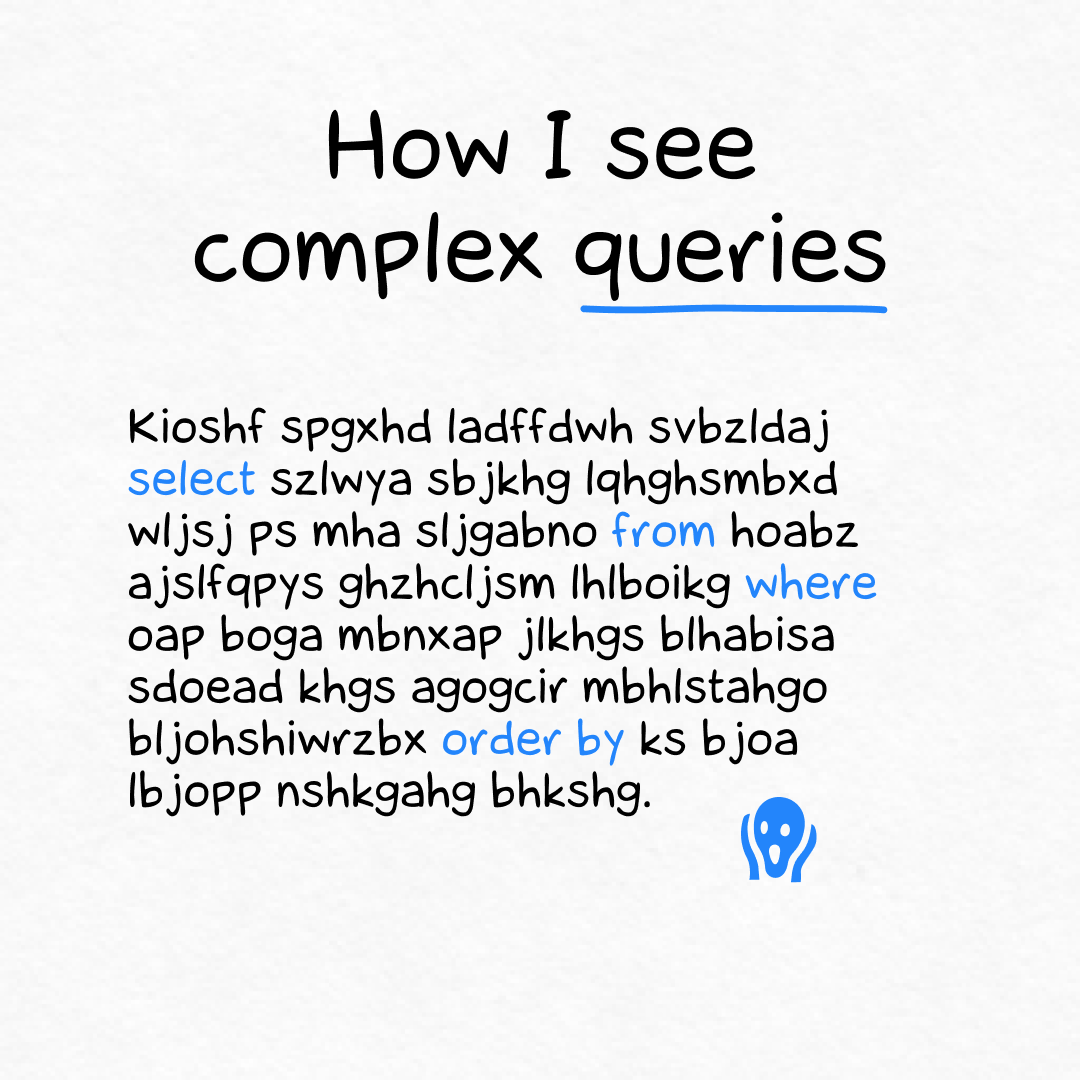 How I see
complex queries
Kioshf spgxhd ladffdwh svbzldaj
select szlwya sbjkhg lqhghsmbxd
wljsj ps mha sljgabno from hoabz
ajslfqpys ghzhcljsm lhlboikg where
oap boga mbnxap jlkhgs blhabisa
sdoead khgs agogcir mbhlstahgo
bljohshiwrzbx order by ks bjoa
lbjopp nshkgahg bhkshg.